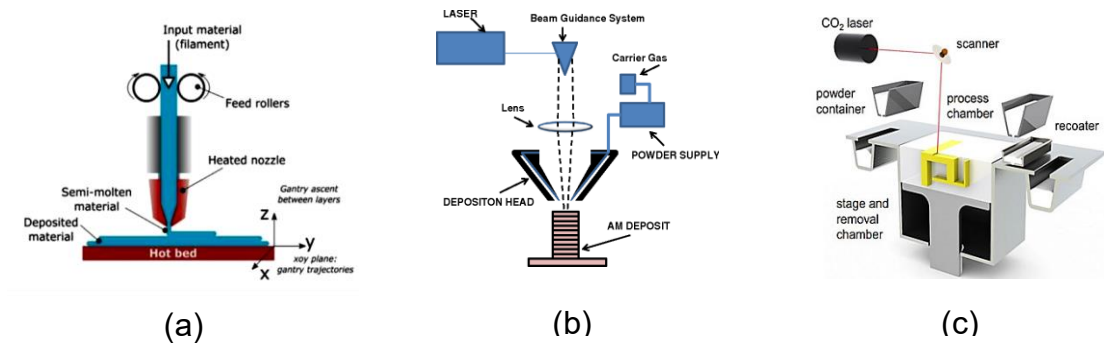 Input material
(filament)
Feed rollers
Heated nozzle
Semi-molten
material
Deposited
material
Hot bed
Gantry ascent
between layers
Z
y
x
xoy plane:
gantry trajectories
(a)
LASER
Beam Guidance System
Carrier Gas
Lens
POWDER SUPPLY
DEPOSITON HEAD
AM DEPOSIT
(b)
CO2 laser
scanner
powder
container
process
chamber
recoater
stage and
removal
chamber
(c)